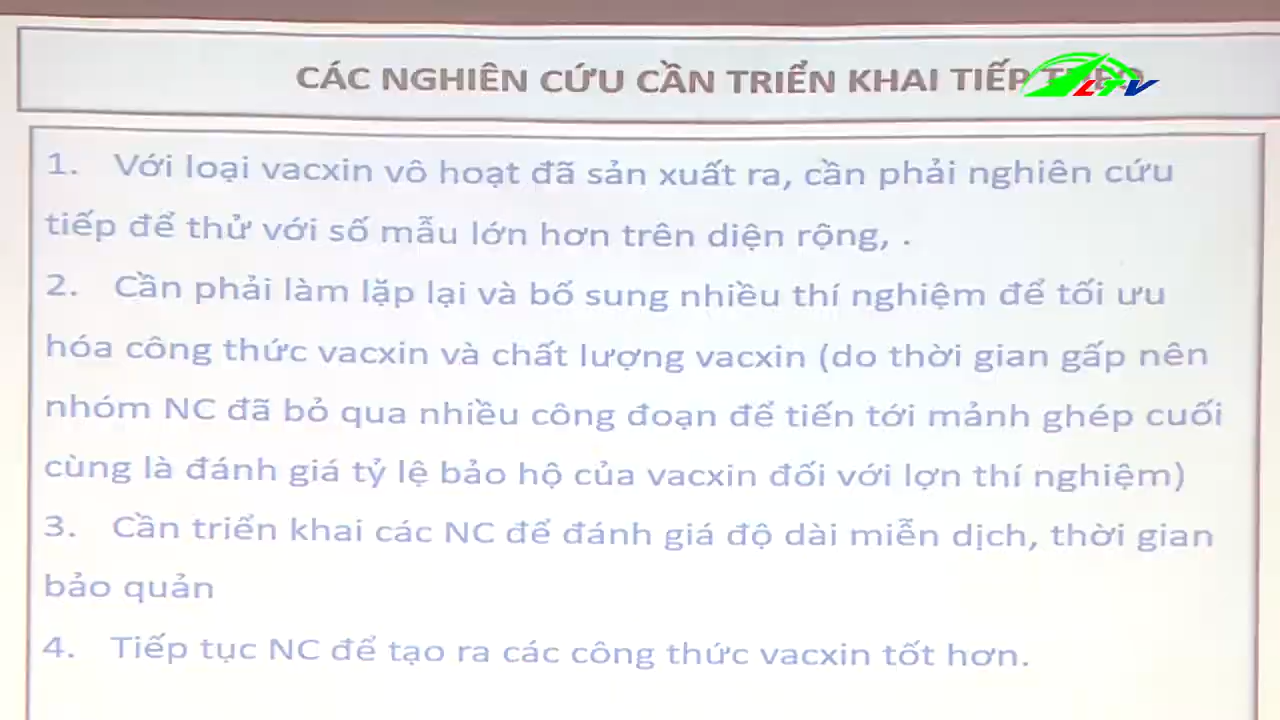 CÁC NGHIÊN CỨU CẦN TRIỂN KHAI TIẾP THEO
LTV
1. Với loại vacxin vô hoạt đã sản xuất ra, cần phải nghiên cứu
tiếp để thử với số mẫu lớn hơn trên diện rộng, .
2. Cần phải làm lặp lại và bổ sung nhiều thí nghiệm để tối ưu
hóa công thức vacxin và chất lượng vacxin (do thời gian gấp nên
nhóm NC đã bỏ qua nhiều công đoạn để tiến tới mảnh ghép cuối
cùng là đánh giá tỷ lệ bảo hộ của vacxin đối với lợn thí nghiệm)
3. Cần triển khai các NC để đánh giá độ dài miễn dịch, thời gian
bảo quản
4. Tiếp tục NC để tạo ra các công thức vacxin tốt hơn.